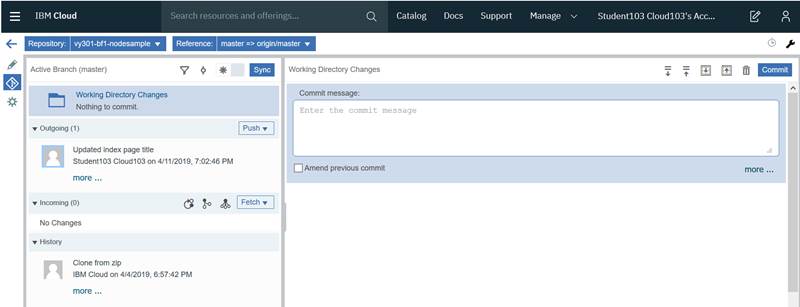 IBM Cloud
Search resources and offerings...
Catalog
Docs
Support
Manage
Student103 Cloud103's Acc...
Repository: vy301-bf1-nodesample
Reference: master => origin/master
Active Branch (master)
Sync
Working Directory Changes
Nothing to commit.
Outgoing (1)
Push
Updated index page title
Student103 Cloud103 on 4/11/2019, 7:02:46 PM
more ...
Incoming (0)
Fetch
No Changes
History
Clone from zip
IBM Cloud on 4/4/2019, 6:57:42 PM
more ...
Working Directory Changes
Commit
Commit message:
Enter the commit message
Amend previous commit
more ...